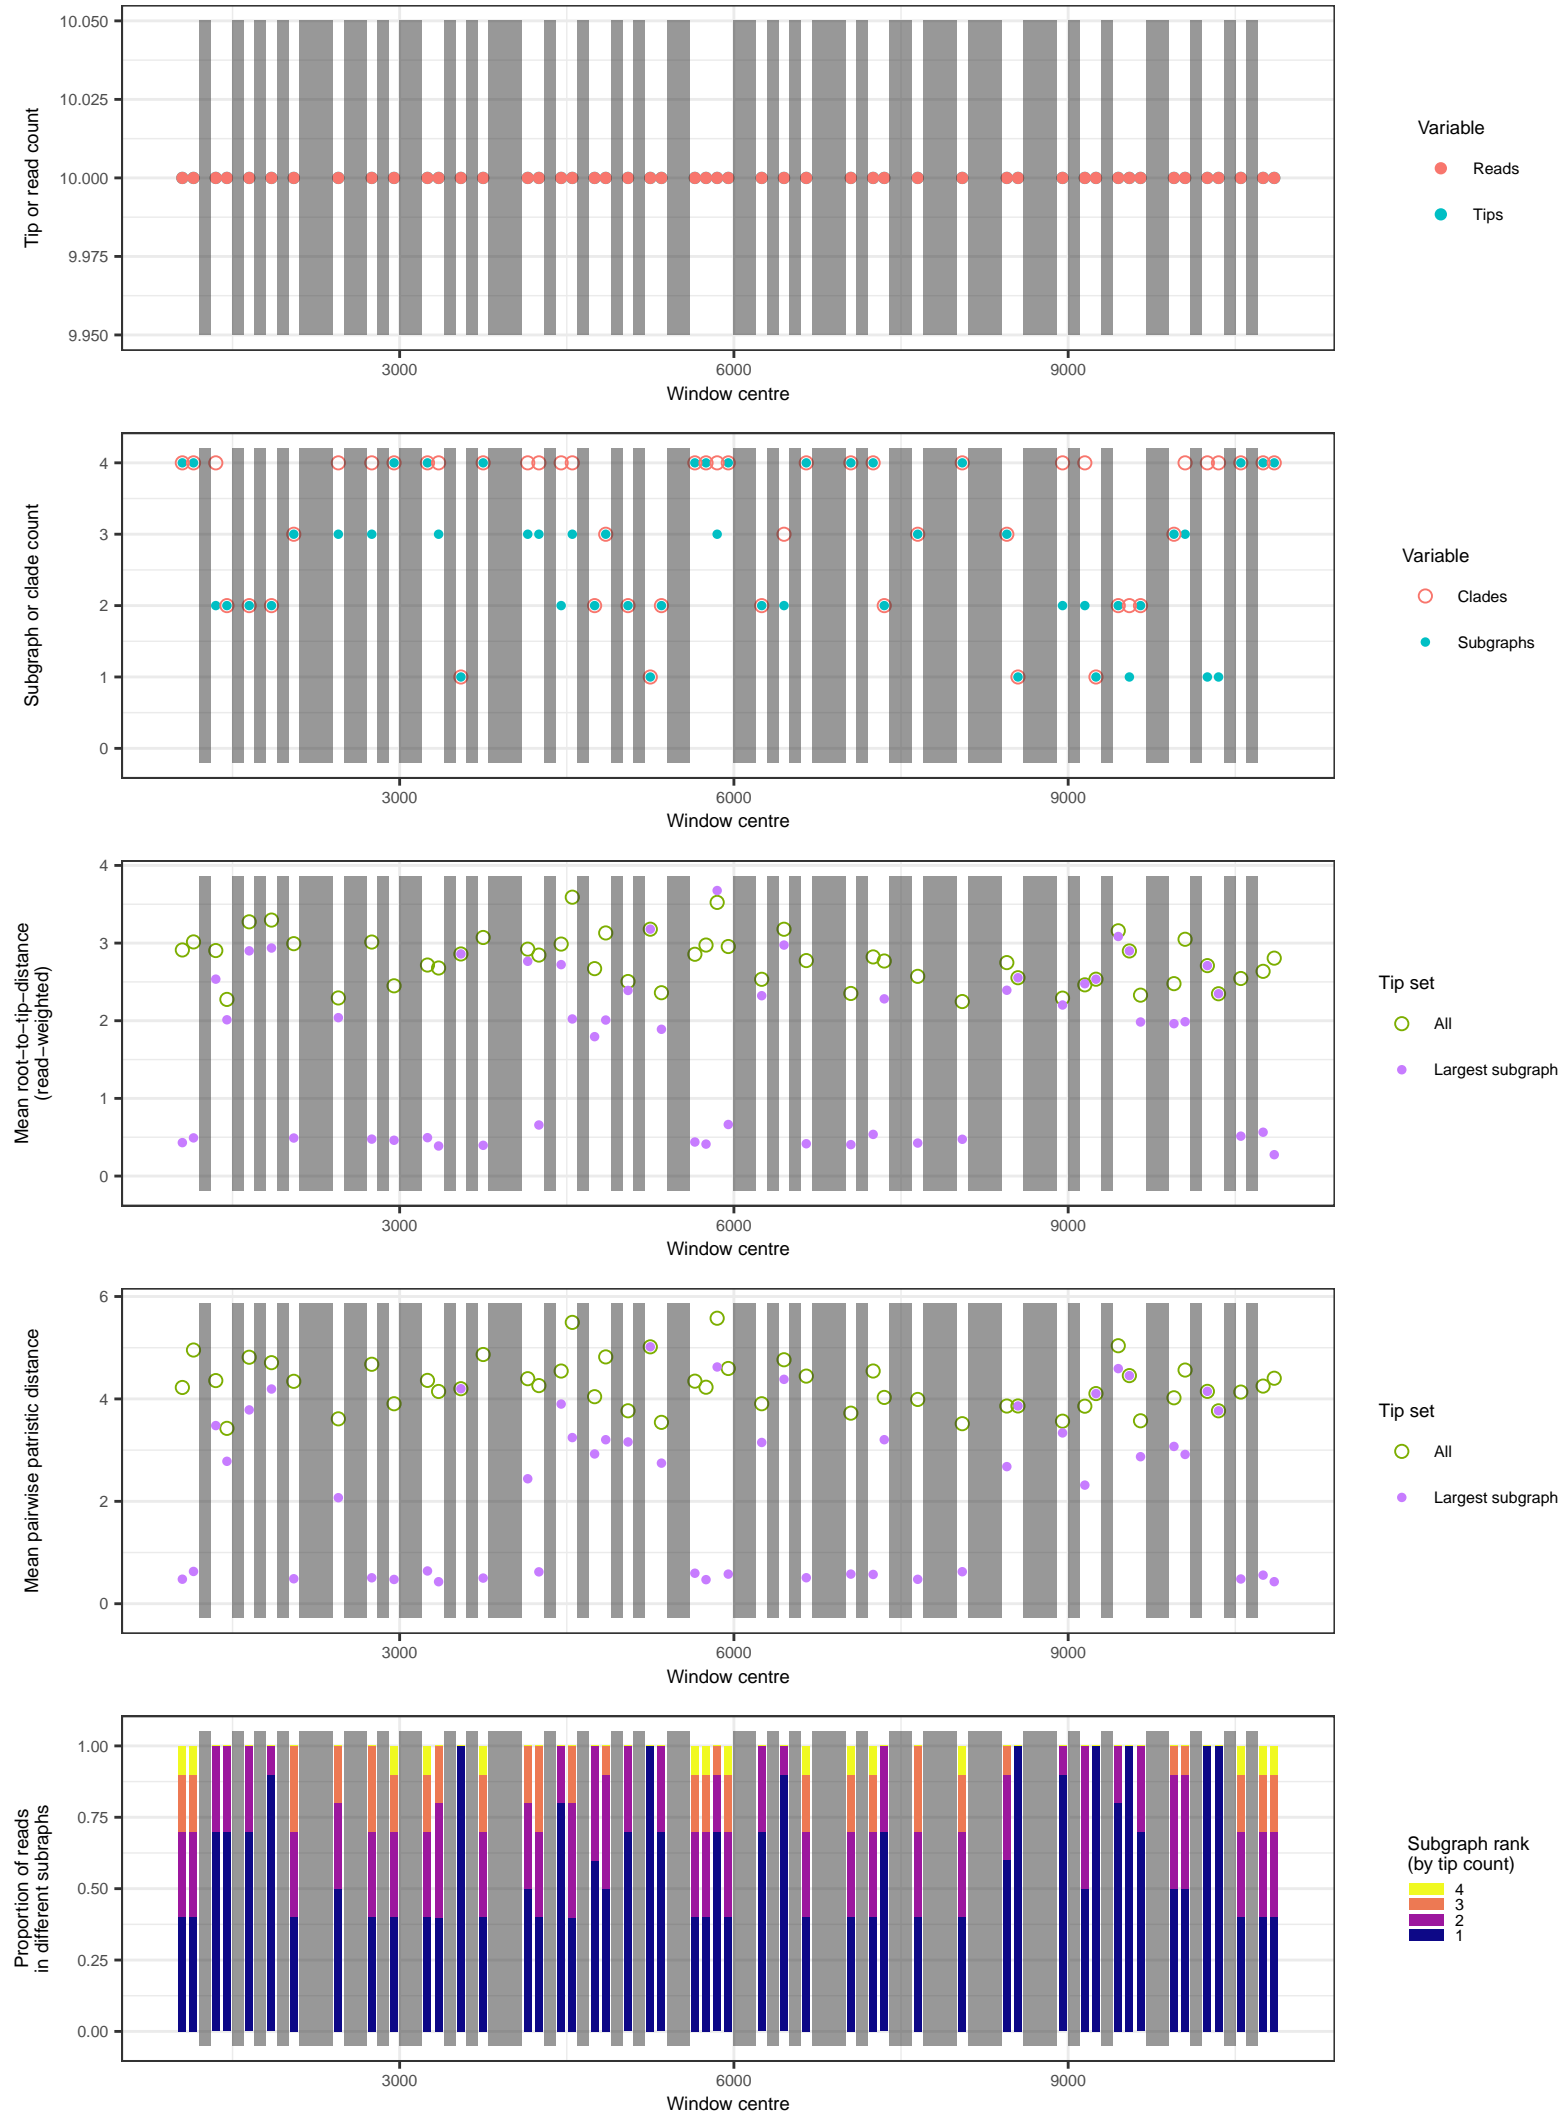 10.050
10.025
10.000
9.975
9.950
Tip or read count
3000 6000 9000
Window centre
Variable
Reads
Tips
4
3
2
1
0
Subgraph or clade count
3000 6000 9000
Window centre
Variable
Clades
Subgraphs
4
3
2
1
0
Mean root−to−tip−distance
(read−weighted)
3000 6000 9000
Window centre
Tip set
All
Largest subgraph
6
4
2
0
Mean pairwise patristic distance
3000 6000 9000
Window centre
Tip set
All
Largest subgraph
1.00
0.75
0.50
0.25
0.00
Proportion of reads
in different subraphs
3000 6000 9000
Window centre
Subgraph rank
(by tip count)
4
3
2
1